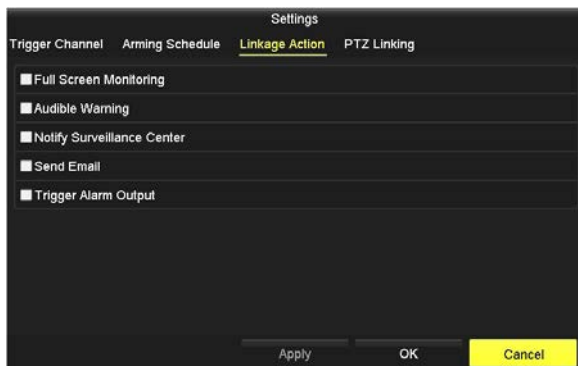 Settings
Trigger Channel Arming Schedule Linkage Action PTZ Linking
Full Screen Monitoring
Audible Warning
Notify Surveillance Center
Send Email
Trigger Alarm Output
Apply OK Cancel